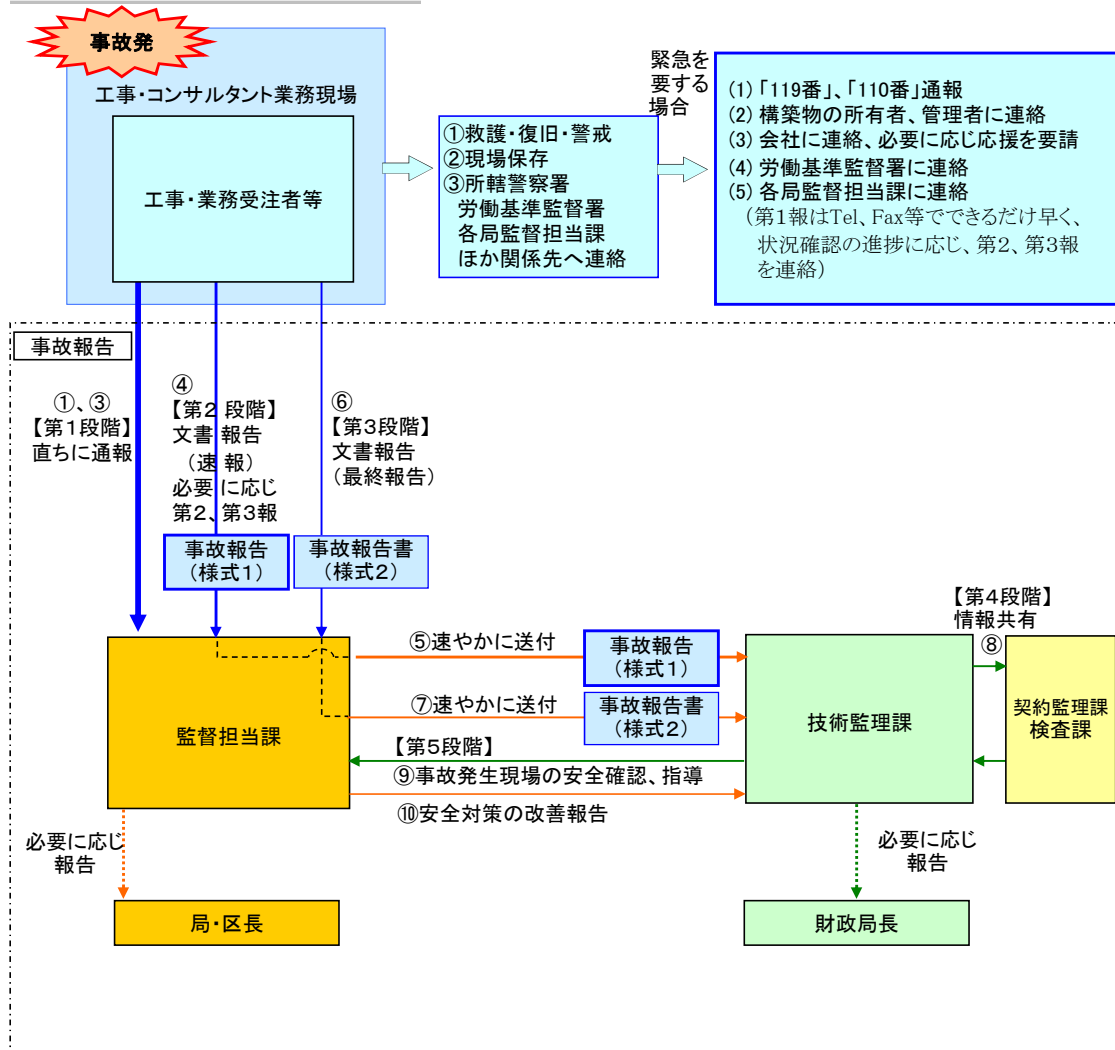 事故発
工事・コンサルタント業務現場
工事・業務受注者等
①救護・復旧・警戒
②現場保存
③所轄警察署
労働基準監督署
各局監督担当課
ほか関係先へ連絡
緊急を
要する
場合
(1)「119番」、「110番」通報
(2) 構築物の所有者、管理者に連絡
(3) 会社に連絡、必要に応じ応援を要請
(4) 労働基準監督署に連絡
(5) 各局監督担当課に連絡
(第1報はTel、Fax等でできるだけ早く、
状況確認の進捗に応じ、第2、第3報
を連絡)
事故報告
①、③
【第1段階】
直ちに通報
④
【第2段階】
文書報告
(速報)
必要に応じ
第2、第3報
⑥
【第3段階】
文書報告
(最終報告)
事故報告
(様式1)
事故報告書
(様式2)
監督担当課
⑤速やかに送付
事故報告
(様式1)
⑦速やかに送付
事故報告書
(様式2)
【第5段階】
⑨事故発生現場の安全確認、指導
⑩安全対策の改善報告
技術監理課
【第4段階】
情報共有
⑧
契約監理課
検査課
必要に応じ
報告
局・区長
必要に応じ
報告
財政局長